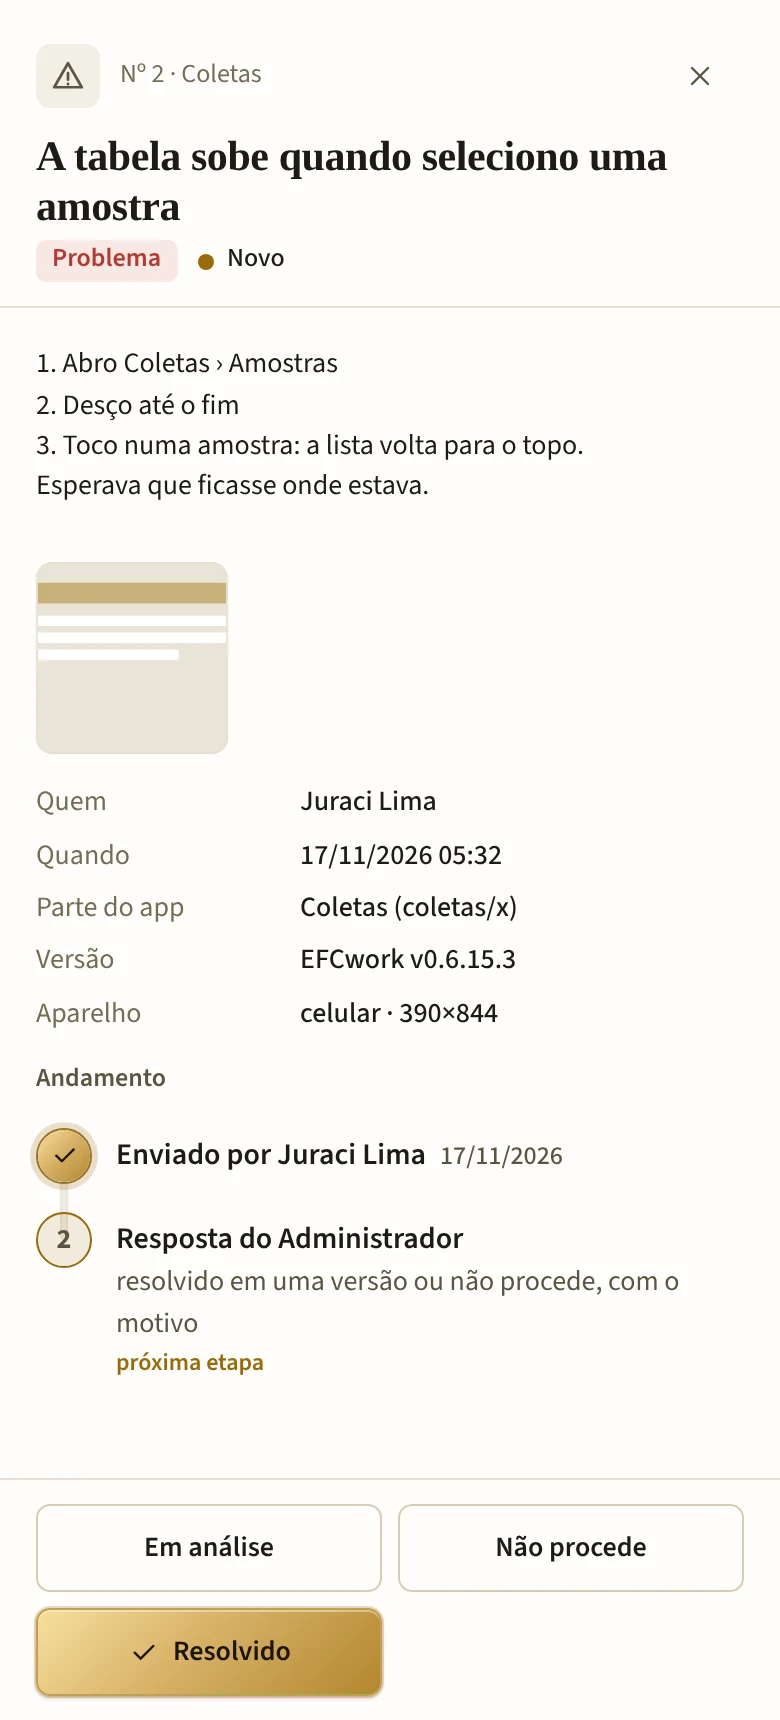 Nº 2 · Coletas
A tabela sobe quando seleciono uma
amostra
Problema
Novo
1. Abro Coletas › Amostras
2. Desço até o fim
3. Toco numa amostra: a lista volta para o topo.
Esperava que ficasse onde estava.
Quem Juraci Lima
Quando 17/11/2026 05:32
Parte do app Coletas (coletas/x)
Versão EFCwork v0.6.15.3
Aparelho celular · 390×844
Andamento
Enviado por Juraci Lima 17/11/2026
2 Resposta do Administrador
resolvido em uma versão ou não procede, com o
motivo
próxima etapa
Em análise
Não procede
Resolvido